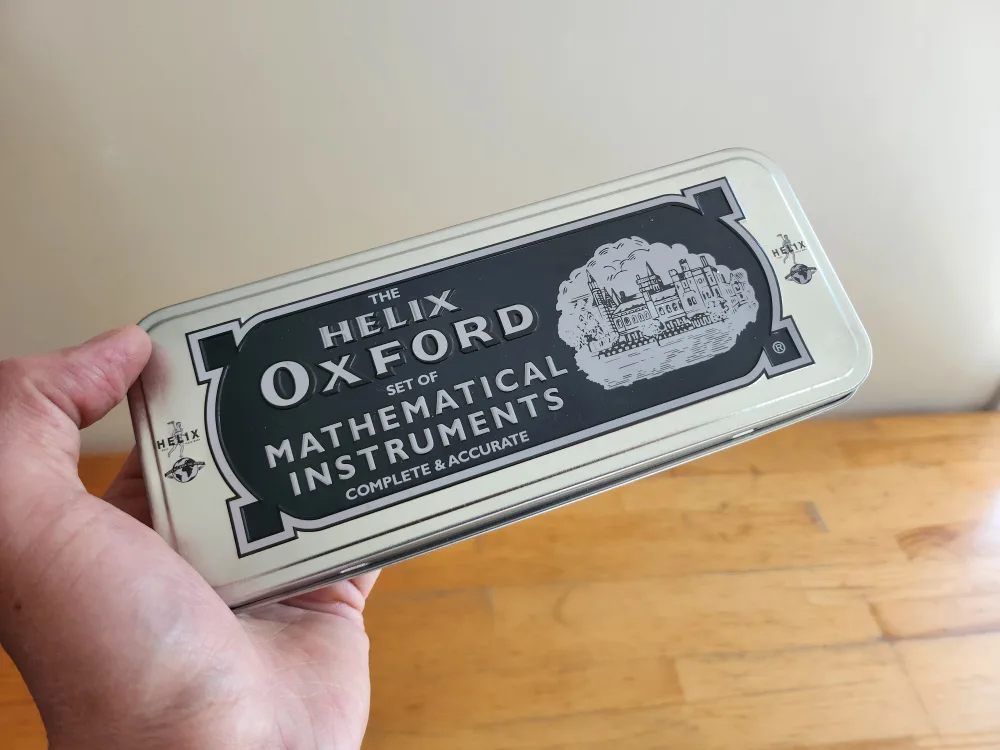 THE
HELIX
OXFORD
SET OF
MATHEMATICAL
INSTRUMENTS
COMPLETE & ACCURATE
®
HELIX
HELIX